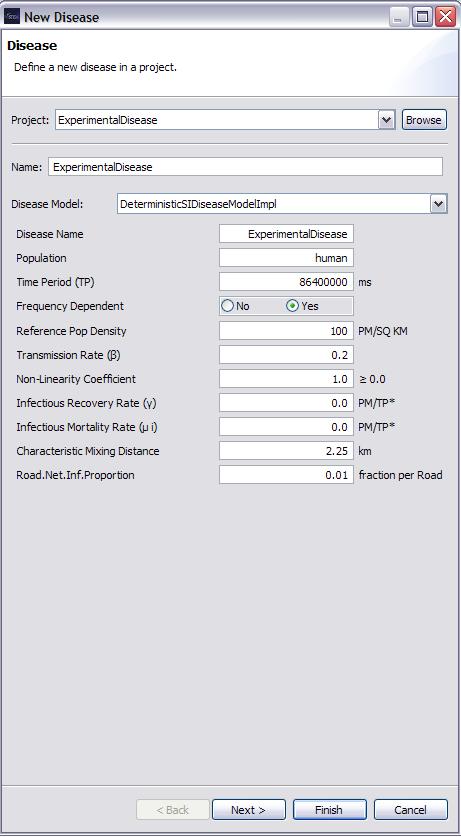 New Disease
Disease
Define a new disease in a project.
Project: ExperimentalDisease Browse
Name: ExperimentalDisease
Disease Model: DeterministicSIDiseaseModelImpl
Disease Name ExperimentalDisease
Population human
Time Period (TP) 86400000 ms
Frequency Dependent No Yes
Reference Pop Density 100 PM/SQ KM
Transmission Rate (β) 0.2
Non-Linearity Coefficient 1.0 ≥ 0.0
Infectious Recovery Rate (γ) 0.0 PM/TP*
Infectious Mortality Rate (μ i) 0.0 PM/TP*
Characteristic Mixing Distance 2.25 km
Road.Net.Inf.Proportion 0.01 fraction per Road
< Back Next > Finish Cancel